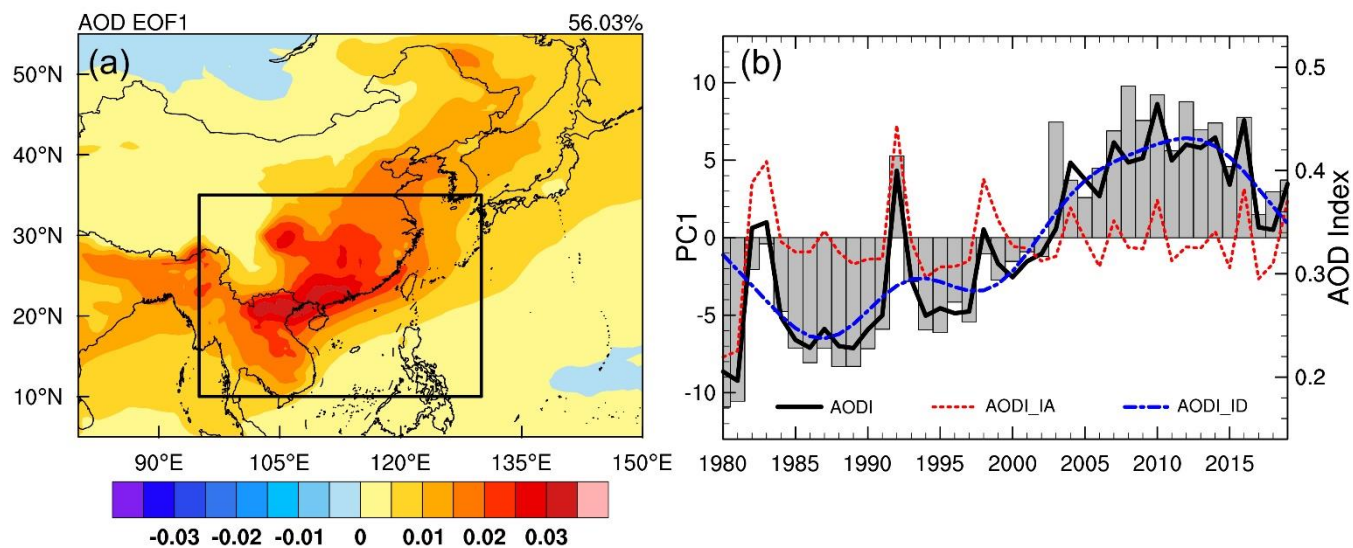 AOD EOF1 56.03%
(a)
50°N
40°N
30°N
20°N
10°N
90°E 105°E 120°E 135°E 150°E
-0.03 -0.02 -0.01 0 0.01 0.02 0.03
(b)
PC1
10
5
0
-5
-10
AOD Index
0.5
0.4
0.3
0.2
AODI AODI_IA AODI_ID
1980 1985 1990 1995 2000 2005 2010 2015